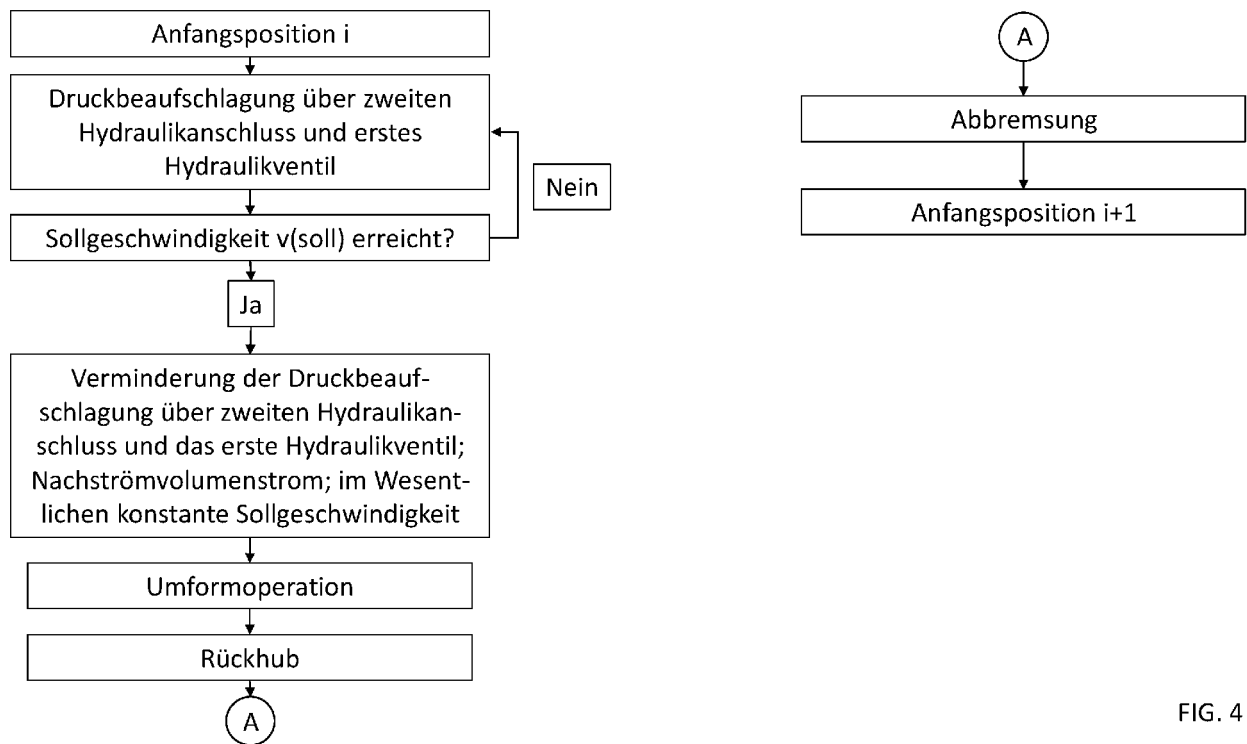 Anfangsposition i
Druckbeaufschlagung über zweiten
Hydraulikanschluss und erstes
Hydraulikventil
Nein
Sollgeschwindigkeit v(soll) erreicht?
Ja
Verminderung der Druckbeauf-
schlagung über zweiten Hydraulikan-
schluss und das erste Hydraulikventil;
Nachströmvolumenstrom; im Wesent-
lichen konstante Sollgeschwindigkeit
Umformoperation
Rückhub
A
A
Abbremsung
Anfangsposition i+1
FIG. 4